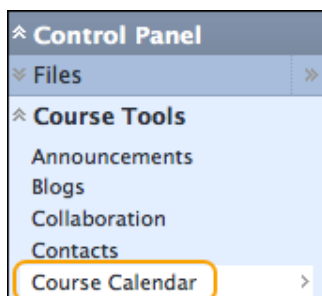 Control Panel
Files
Course Tools
Announcements
Blogs
Collaboration
Contacts
Course Calendar